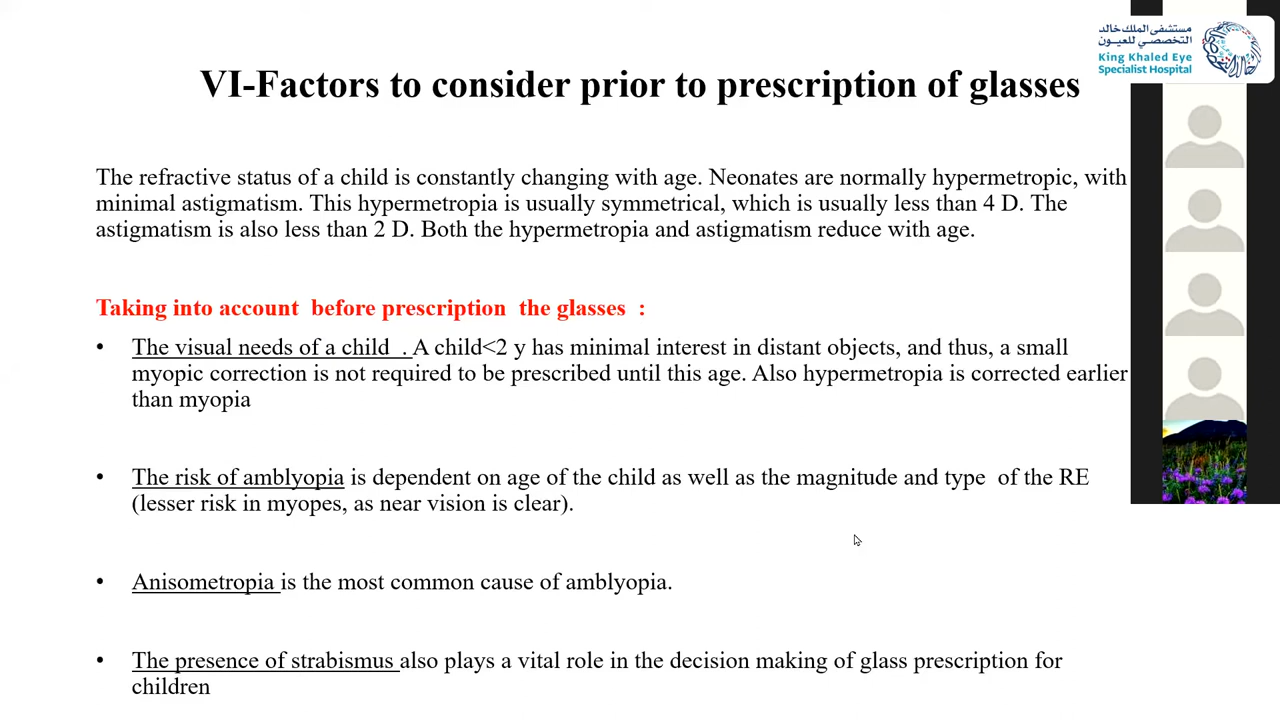 مستشفى الملك خالد
التخصصي للعيون
King Khaled Eye
Specialist Hospital
VI-Factors to consider prior to prescription of glasses
The refractive status of a child is constantly changing with age. Neonates are normally hypermetropic, with
minimal astigmatism. This hypermetropia is usually symmetrical, which is usually less than 4 D. The
astigmatism is also less than 2 D. Both the hypermetropia and astigmatism reduce with age.
Taking into account  before prescription  the glasses  :
• The visual needs of a child  . A child<2 y has minimal interest in distant objects, and thus, a small
myopic correction is not required to be prescribed until this age. Also hypermetropia is corrected earlier
than myopia
• The risk of amblyopia is dependent on age of the child as well as the magnitude and type  of the RE
(lesser risk in myopes, as near vision is clear).
• Anisometropia is the most common cause of amblyopia.
• The presence of strabismus also plays a vital role in the decision making of glass prescription for
children